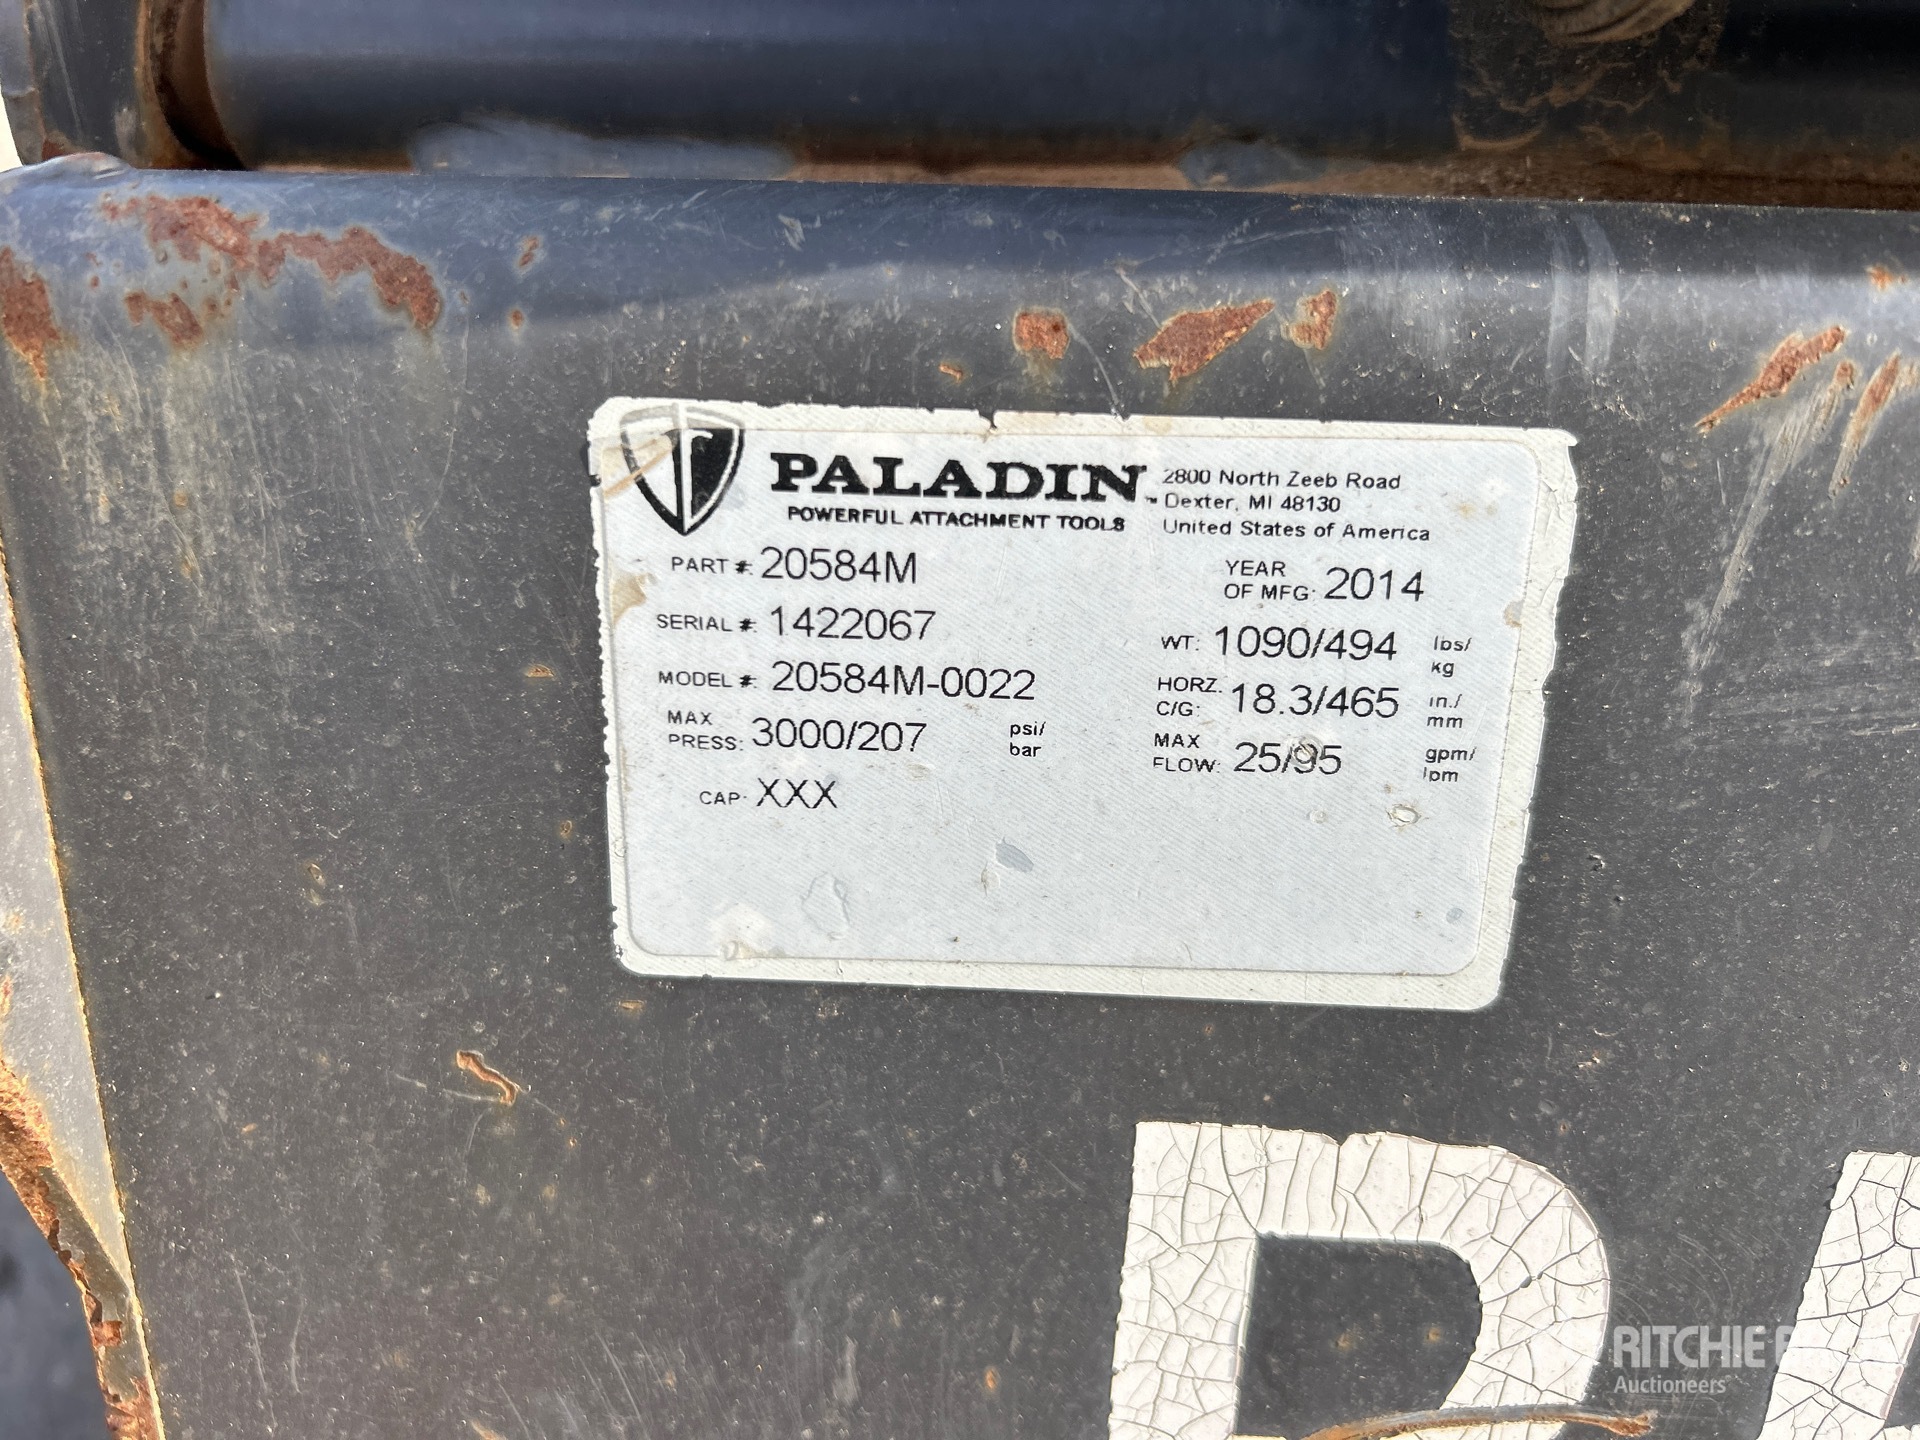 PALADIN™
POWERFUL ATTACHMENT TOOLS
2800 North Zeeb Road
Dexter, MI 48130
United States of America
PART #: 20584M
SERIAL #: 1422067
MODEL #: 20584M-0022
MAX PRESS: 3000/207 psi/bar
CAP: XXX
YEAR OF MFG: 2014
WT: 1090/494 lbs/kg
HORZ. C/G: 18.3/465 in./mm
MAX FLOW: 25/95 gpm/lpm
RITCHIE
Auctioneers